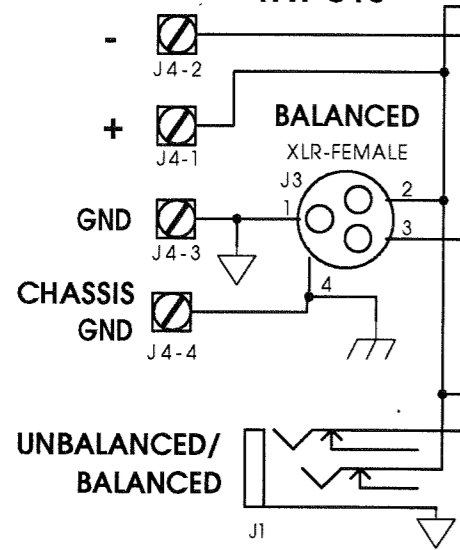 -
J4-2
+
J4-1
BALANCED
XLR-FEMALE
J3
1
2
3
4
GND
J4-3
CHASSIS
GND
J4-4
UNBALANCED/
BALANCED
J1